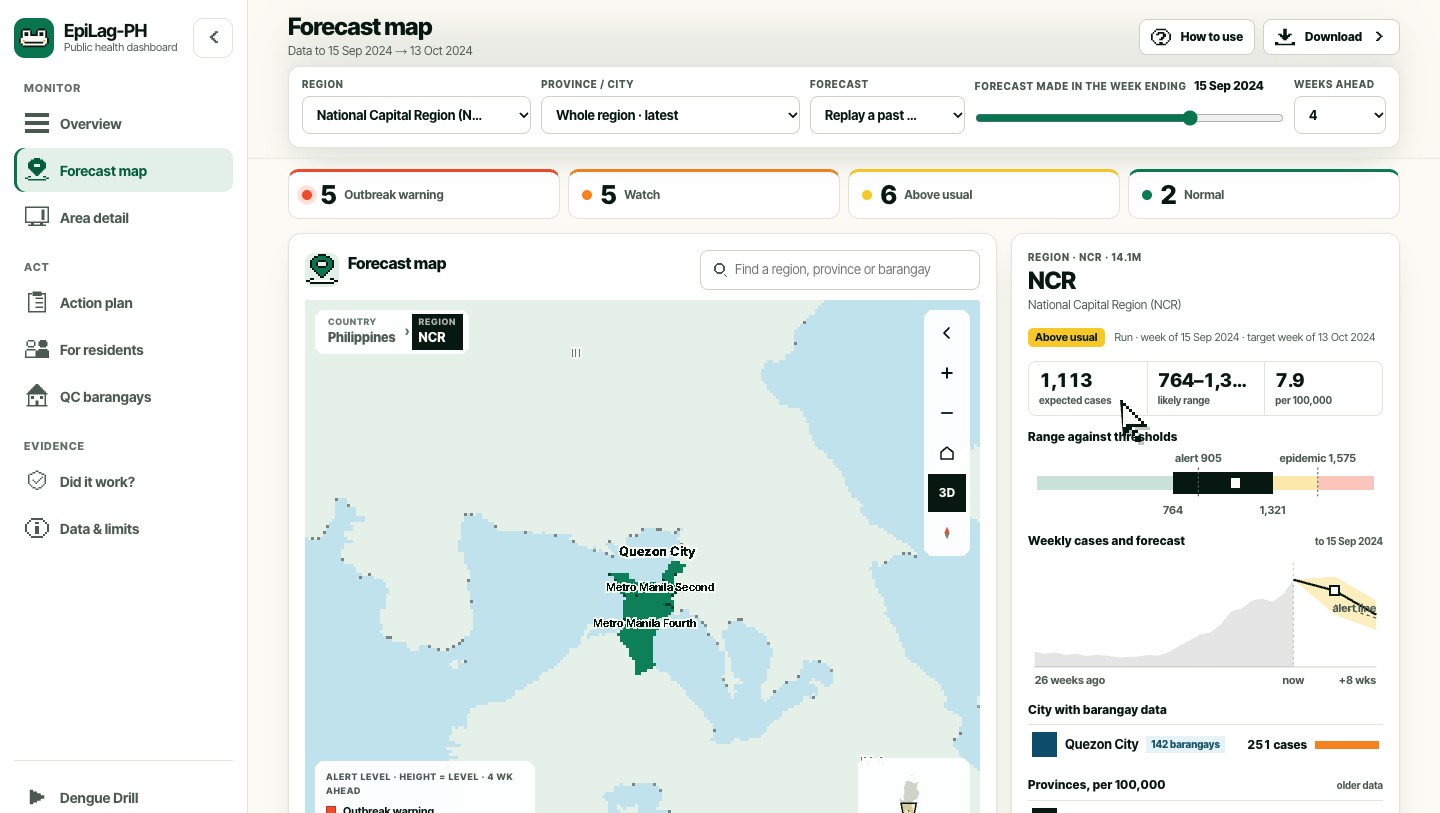 EpiLag-PH
Public health dashboard
MONITOR
Overview
Forecast map
Area detail
ACT
Action plan
For residents
QC barangays
EVIDENCE
Did it work?
Data & limits
Dengue Drill
Forecast map
Data to 15 Sep 2024 → 13 Oct 2024
How to use
Download
REGION
National Capital Region (N...
PROVINCE / CITY
Whole region · latest
FORECAST
Replay a past ...
FORECAST MADE IN THE WEEK ENDING 15 Sep 2024
WEEKS AHEAD
4
5 Outbreak warning
5 Watch
6 Above usual
2 Normal
Forecast map
Find a region, province or barangay
COUNTRY
Philippines
›
REGION
NCR
3D
Quezon City
Metro Manila Second
Metro Manila Fourth
ALERT LEVEL · HEIGHT = LEVEL · 4 WK
AHEAD
Outbreak warning
REGION · NCR · 14.1M
NCR
National Capital Region (NCR)
Above usual
Run · week of 15 Sep 2024 · target week of 13 Oct 2024
1,113
expected cases
764–1,3...
likely range
7.9
per 100,000
Range against thresholds
alert 905
epidemic 1,575
764
1,321
Weekly cases and forecast
to 15 Sep 2024
alert line
26 weeks ago
now
+8 wks
City with barangay data
Quezon City
142 barangays
251 cases
Provinces, per 100,000
older data